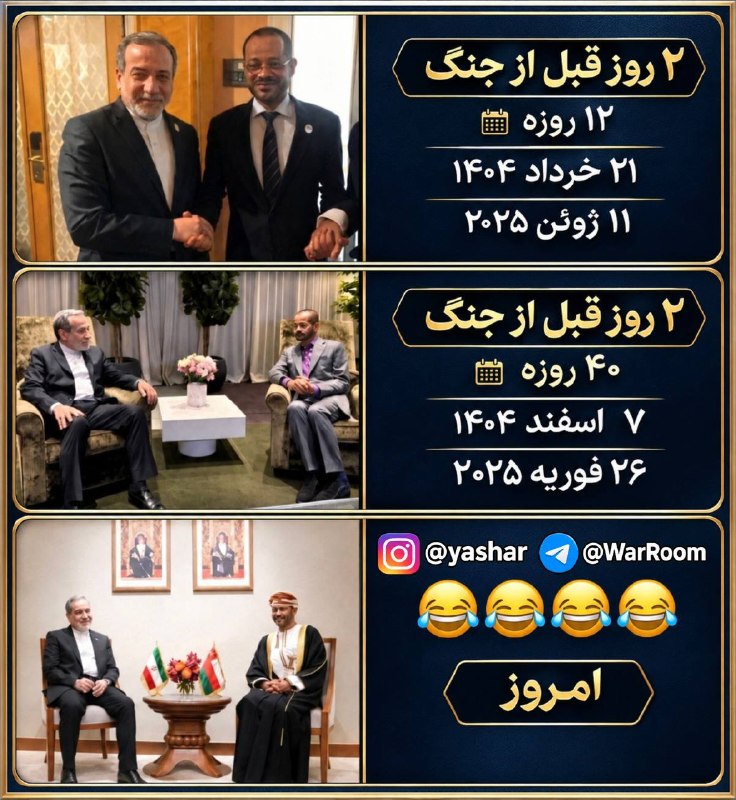 ۲ روز قبل از جنگ
۱۲ روزه
۲۱ خرداد ۱۴۰۴
۱۱ ژوئن ۲۰۲۵
۲ روز قبل از جنگ
۴۰ روزه
۷ اسفند ۱۴۰۴
۲۶ فوریه ۲۰۲۵
@yashar @WarRoom
😂😂😂😂
امروز